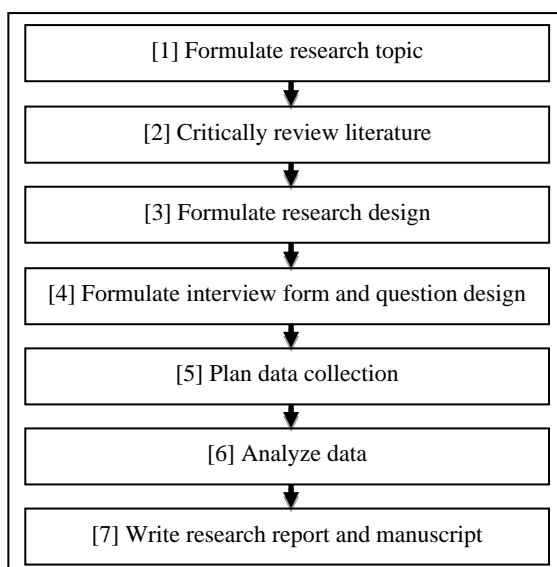 [1] Formulate research topic
[2] Critically review literature
[3] Formulate research design
[4] Formulate interview form and question design
[5] Plan data collection
[6] Analyze data
[7] Write research report and manuscript